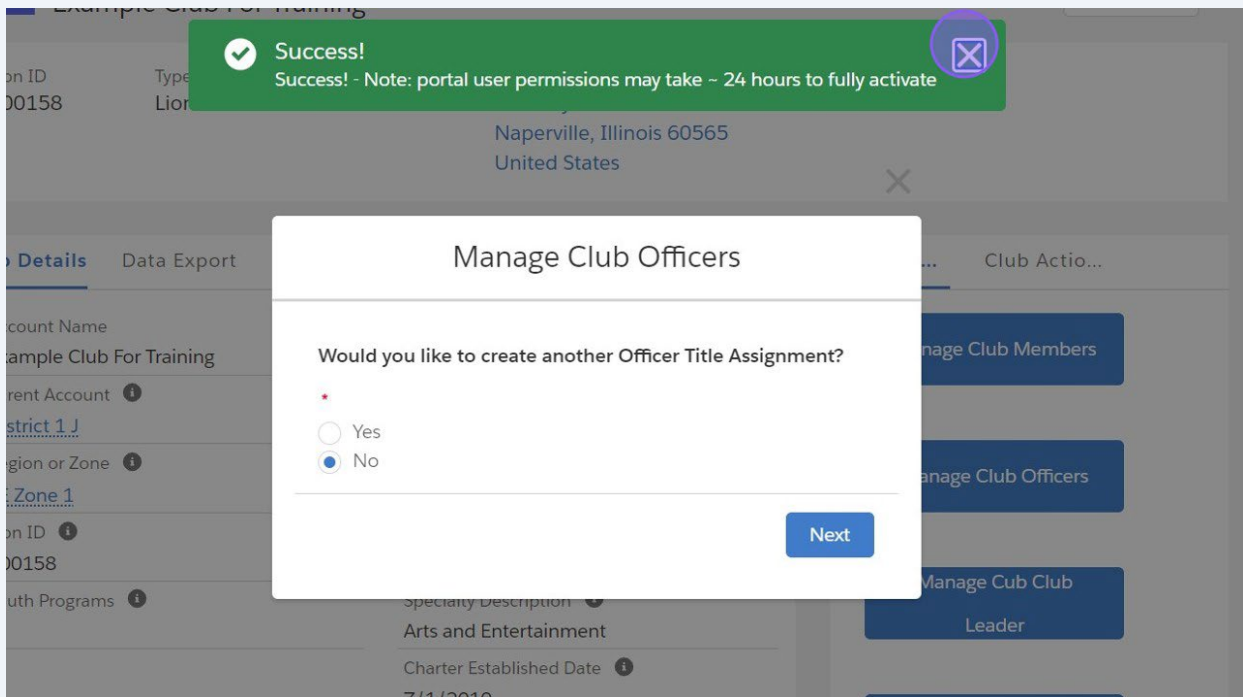 Example Club For Training
Success!
Success! - Note: portal user permissions may take ~ 24 hours to fully activate
on ID
00158
Type
Lion
Naperville, Illinois 60565
United States
Details
Data Export
Club Actio...
Manage Club Officers
Would you like to create another Officer Title Assignment?
*
Yes
No
Next
count Name
ample Club For Training
rent Account
strict 1 J
gion or Zone
Zone 1
on ID
00158
uth Programs
Specialty Description
Arts and Entertainment
Charter Established Date
7/1/2019
...
nage Club Members
anage Club Officers
Manage Cub Club
Leader